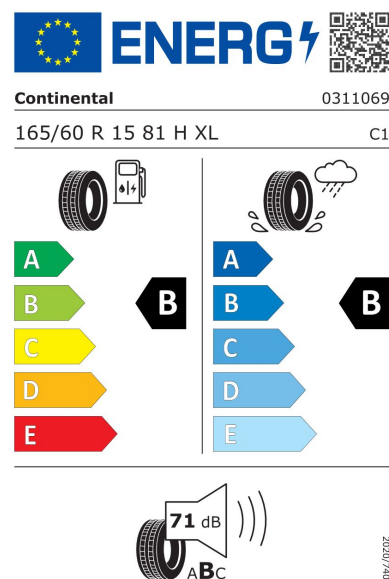 ENERG
Continental 0311069
165/60 R 15 81 H XL C1
A A
B B B B
C C
D D
E E
71 dB
ABC
2020/740